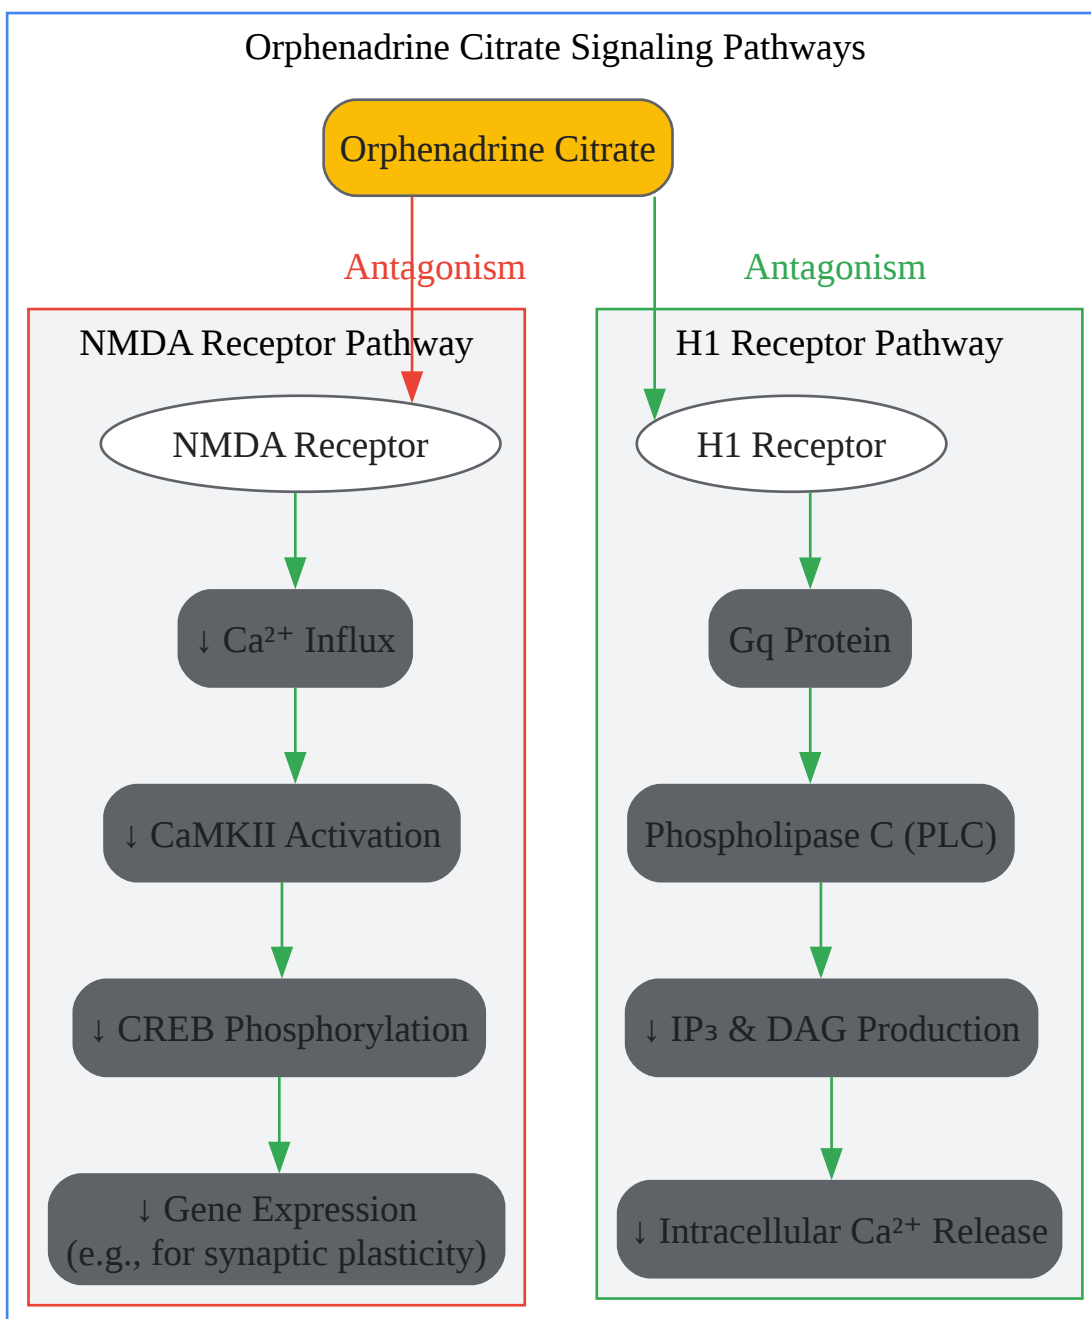 Orphenadrine Citrate Signaling Pathways
Orphenadrine Citrate
Antagonism
Antagonism
NMDA Receptor Pathway
NMDA Receptor
↓ Ca²⁺ Influx
↓ CaMKII Activation
↓ CREB Phosphorylation
↓ Gene Expression
(e.g., for synaptic plasticity)
H1 Receptor Pathway
H1 Receptor
Gq Protein
Phospholipase C (PLC)
↓ IP₃ & DAG Production
↓ Intracellular Ca²⁺ Release